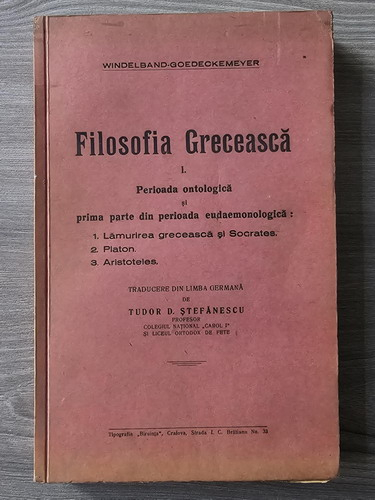 WINDELBAND-GOEDECKEMEYER
Filosofia Grecească
I.
Perioada ontologică
și
prima parte din perioada eudaemonologică:
1. Lămurirea grecească și Socrates.
2. Platon.
3. Aristoteles.
TRADUCERE DIN LIMBA GERMANĂ
DE
TUDOR D. ȘTEFĂNESCU
PROFESOR
COLEGIUL NAȚIONAL „CAROL I”
ȘI LICEUL ORTODOX DE FETE
Tipografia „Biruința”, Craiova, Strada I. C. Brătianu No. 32